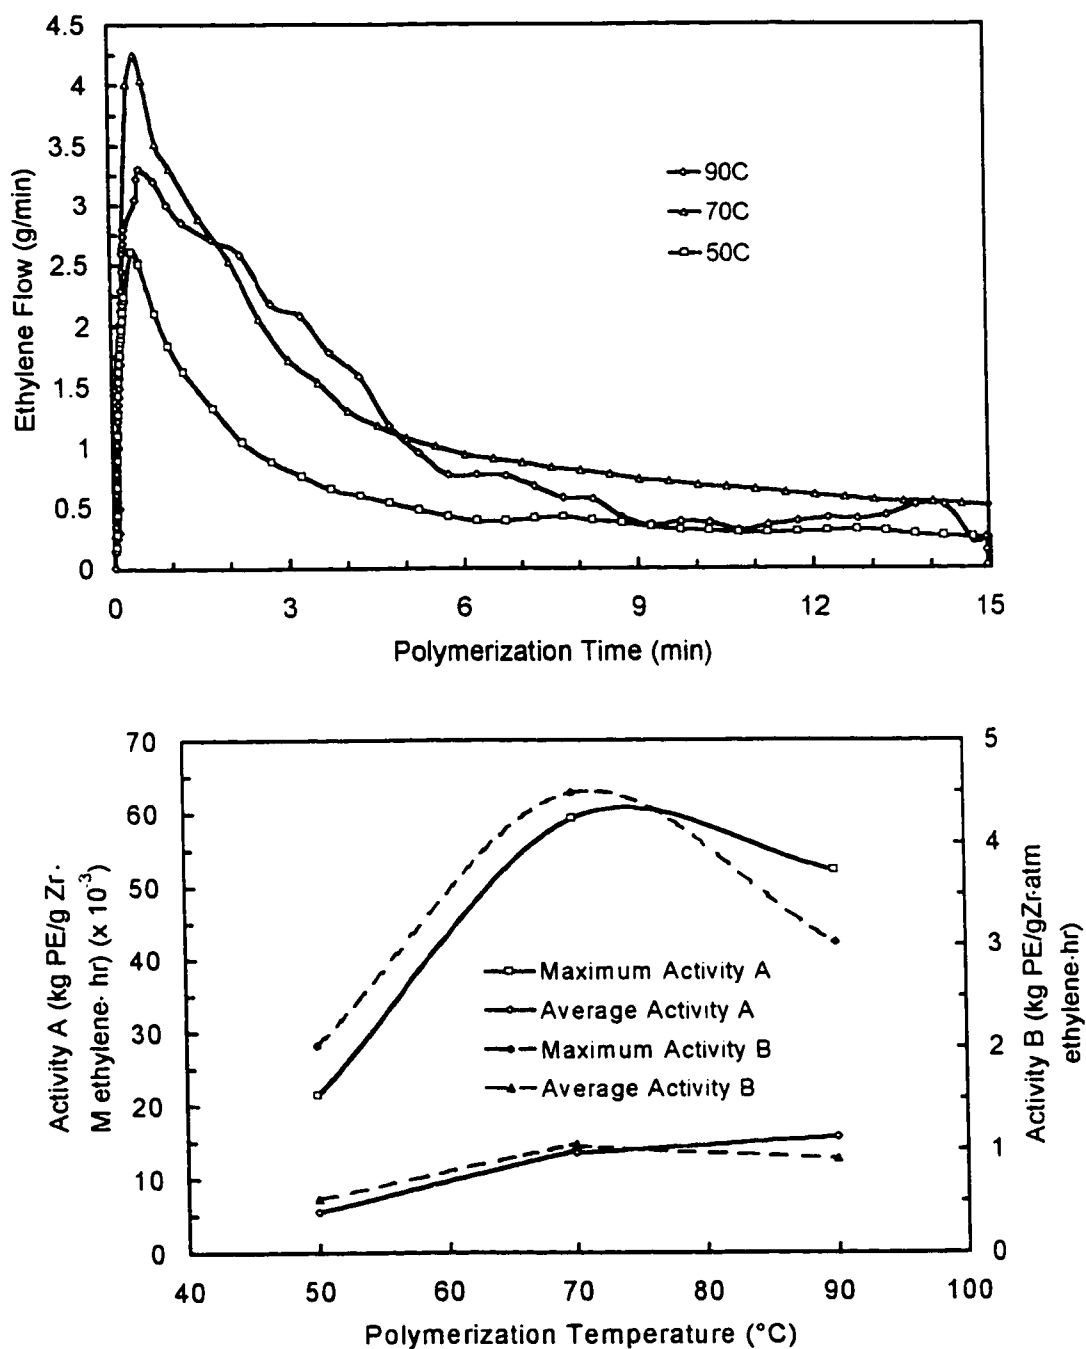 4.5
4
3.5
3
2.5
2
1.5
1
0.5
0
Ethylene Flow (g/min)
90C
70C
50C
0 3 6 9 12 15
Polymerization Time (min)
70
60
50
40
30
20
10
0
Activity A (kg PE/g Zr·
M ethylene· hr) (x 10⁻³)
5
4
3
2
1
0
Activity B (kg PE/gZr·atm
ethylene·hr)
Maximum Activity A
Average Activity A
Maximum Activity B
Average Activity B
40 50 60 70 80 90 100
Polymerization Temperature (°C)